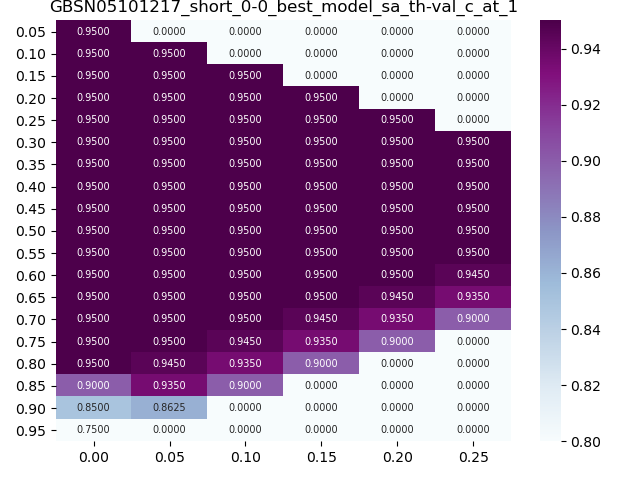 GBSN05101217_short_0-0_best_model_sa_th-val_c_at_1
0.05 0.9500 0.0000 0.0000 0.0000 0.0000 0.0000
0.10 0.9500 0.9500 0.0000 0.0000 0.0000 0.0000
0.15 0.9500 0.9500 0.9500 0.0000 0.0000 0.0000
0.20 0.9500 0.9500 0.9500 0.9500 0.0000 0.0000
0.25 0.9500 0.9500 0.9500 0.9500 0.9500 0.0000
0.30 0.9500 0.9500 0.9500 0.9500 0.9500 0.9500
0.35 0.9500 0.9500 0.9500 0.9500 0.9500 0.9500
0.40 0.9500 0.9500 0.9500 0.9500 0.9500 0.9500
0.45 0.9500 0.9500 0.9500 0.9500 0.9500 0.9500
0.50 0.9500 0.9500 0.9500 0.9500 0.9500 0.9500
0.55 0.9500 0.9500 0.9500 0.9500 0.9500 0.9500
0.60 0.9500 0.9500 0.9500 0.9500 0.9500 0.9450
0.65 0.9500 0.9500 0.9500 0.9500 0.9450 0.9350
0.70 0.9500 0.9500 0.9500 0.9450 0.9350 0.9000
0.75 0.9500 0.9500 0.9450 0.9350 0.9000 0.0000
0.80 0.9500 0.9450 0.9350 0.9000 0.0000 0.0000
0.85 0.9000 0.9350 0.9000 0.0000 0.0000 0.0000
0.90 0.8500 0.8625 0.0000 0.0000 0.0000 0.0000
0.95 0.7500 0.0000 0.0000 0.0000 0.0000 0.0000
0.00 0.05 0.10 0.15 0.20 0.25
0.94
0.92
0.90
0.88
0.86
0.84
0.82
0.80